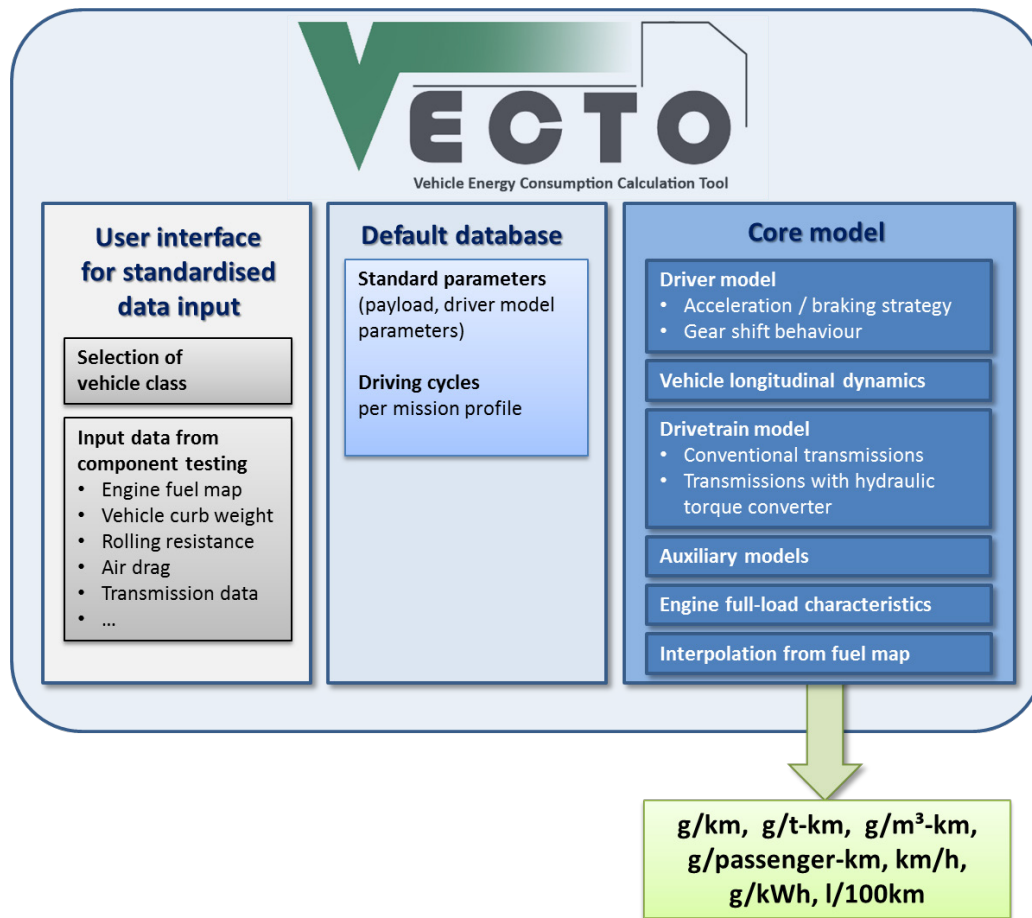 VECTO
Vehicle Energy Consumption Calculation Tool
User interface
for standardised
data input
Selection of
vehicle class
Input data from
component testing
• Engine fuel map
• Vehicle curb weight
• Rolling resistance
• Air drag
• Transmission data
• …
Default database
Standard parameters
(payload, driver model
parameters)
Driving cycles
per mission profile
Core model
Driver model
• Acceleration / braking strategy
• Gear shift behaviour
Vehicle longitudinal dynamics
Drivetrain model
• Conventional transmissions
• Transmissions with hydraulic
torque converter
Auxiliary models
Engine full-load characteristics
Interpolation from fuel map
g/km, g/t-km, g/m³-km,
g/passenger-km, km/h,
g/kWh, l/100km